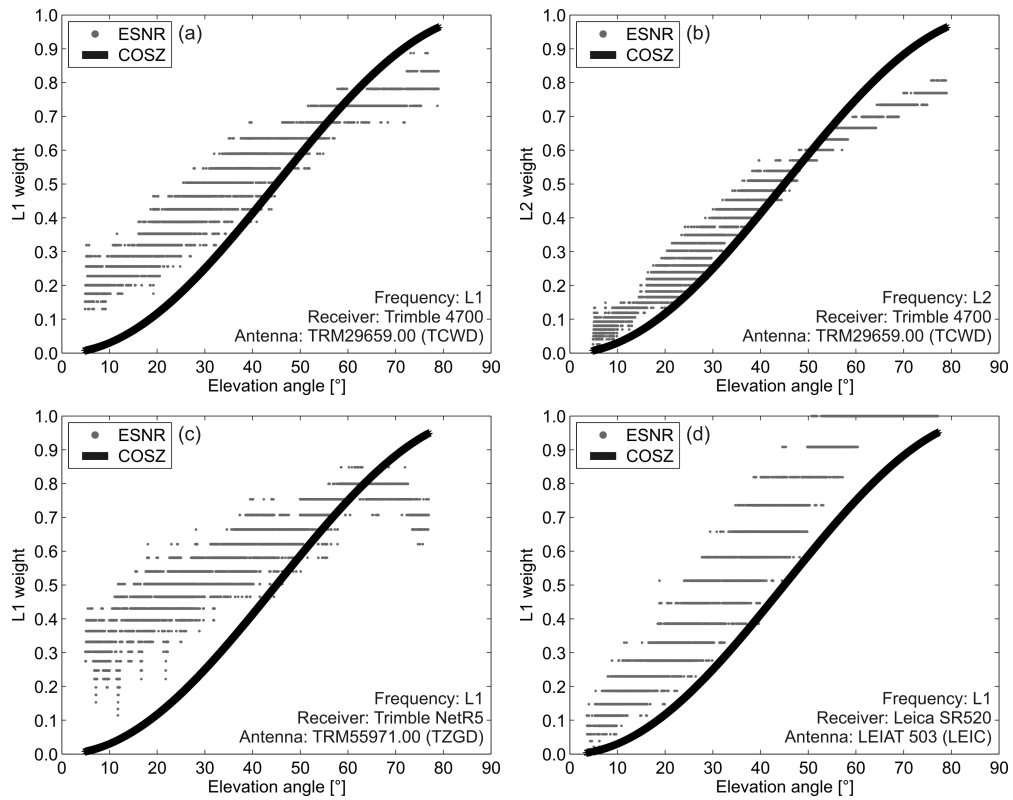 ESNR
COSZ
(a)
L1 weight
1.0
0.9
0.8
0.7
0.6
0.5
0.4
0.3
0.2
0.1
0.0
Frequency: L1
Receiver: Trimble 4700
Antenna: TRM29659.00 (TCWD)
0 10 20 30 40 50 60 70 80 90
Elevation angle [°]
ESNR
COSZ
(b)
L2 weight
1.0
0.9
0.8
0.7
0.6
0.5
0.4
0.3
0.2
0.1
0.0
Frequency: L2
Receiver: Trimble 4700
Antenna: TRM29659.00 (TCWD)
0 10 20 30 40 50 60 70 80 90
Elevation angle [°]
ESNR
COSZ
(c)
L1 weight
1.0
0.9
0.8
0.7
0.6
0.5
0.4
0.3
0.2
0.1
0.0
Frequency: L1
Receiver: Trimble NetR5
Antenna: TRM55971.00 (TZGD)
0 10 20 30 40 50 60 70 80 90
Elevation angle [°]
ESNR
COSZ
(d)
L1 weight
1.0
0.9
0.8
0.7
0.6
0.5
0.4
0.3
0.2
0.1
0.0
Frequency: L1
Receiver: Leica SR520
Antenna: LEIAT 503 (LEIC)
0 10 20 30 40 50 60 70 80 90
Elevation angle [°]